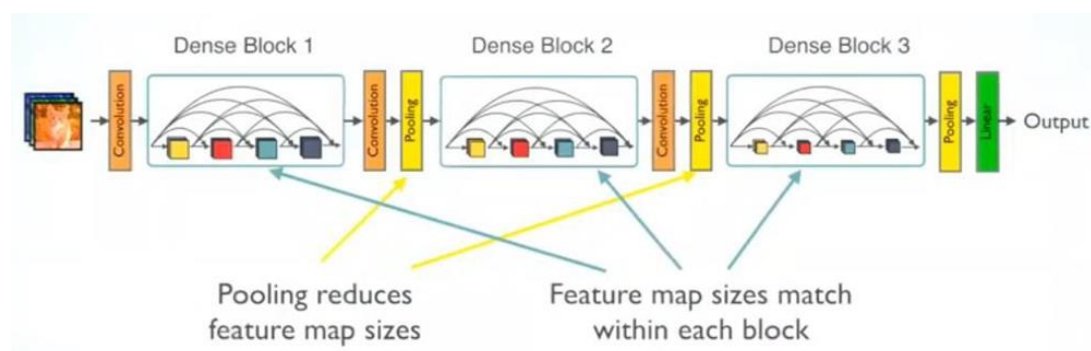 Dense Block 1
Dense Block 2
Dense Block 3
Convolution
Convolution
Pooling
Convolution
Pooling
Pooling
Linear
Output
Pooling reduces
feature map sizes
Feature map sizes match
within each block